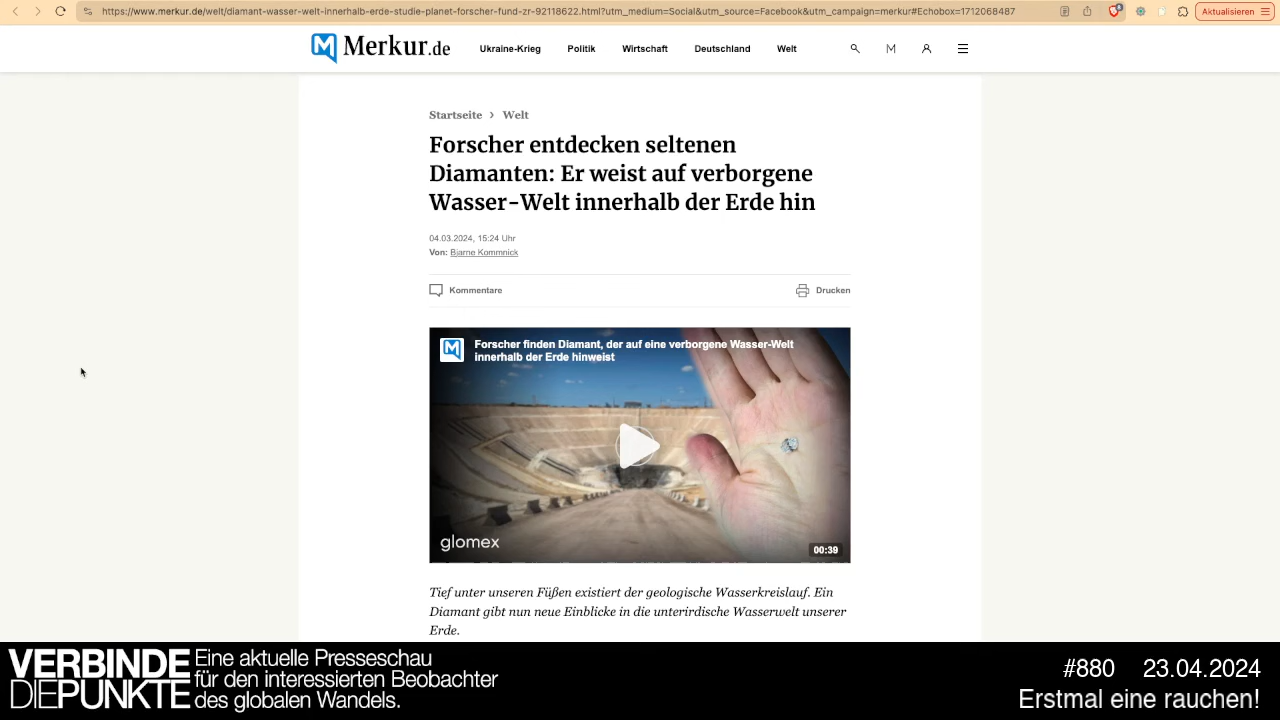 https://www.merkur.de/welt/diamant-wasser-welt-innerhalb-erde-studie-planet-forscher-fund-zr-92118622.html?utm_medium=Social&utm_source=Facebook&utm_campaign=merkur#Echobox=1712068487
Aktualisieren
Merkur.de
Ukraine-Krieg
Politik
Wirtschaft
Deutschland
Welt
M
Startseite > Welt
Forscher entdecken seltenen
Diamanten: Er weist auf verborgene
Wasser-Welt innerhalb der Erde hin
04.03.2024, 15:24 Uhr
Von: Bjarne Kommnick
Kommentare
Drucken
Forscher finden Diamant, der auf eine verborgene Wasser-Welt
innerhalb der Erde hinweist
glomex
00:39
Tief unter unseren Füßen existiert der geologische Wasserkreislauf. Ein
Diamant gibt nun neue Einblicke in die unterirdische Wasserwelt unserer
Erde.
VERBINDE
DIEPUNKTE
Eine aktuelle Presseschau
für den interessierten Beobachter
des globalen Wandels.
#880 23.04.2024
Erstmal eine rauchen!